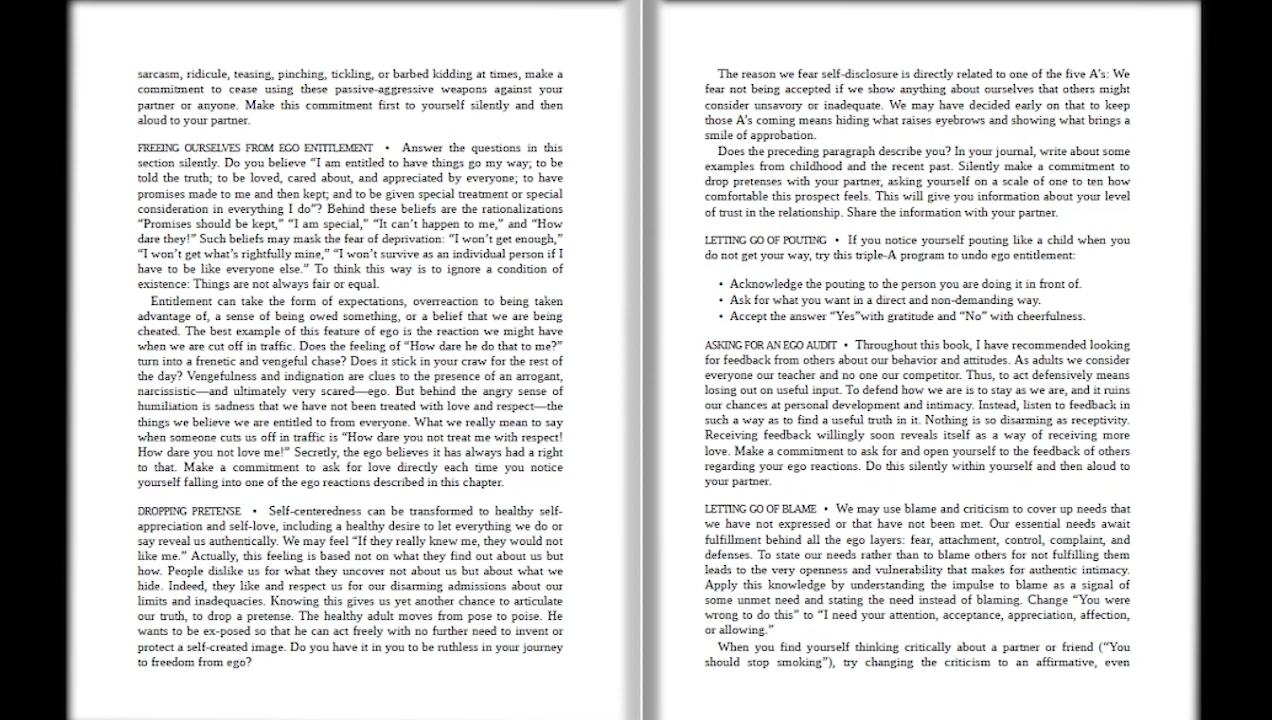 sarcasm, ridicule, teasing, pinching, tickling, or barbed kidding at times, make a
commitment to cease using these passive-aggressive weapons against your
partner or anyone. Make this commitment first to yourself silently and then
aloud to your partner.
FREEING OURSELVES FROM EGO ENTITLEMENT • Answer the questions in this
section silently. Do you believe “I am entitled to have things go my way; to be
told the truth; to be loved, cared about, and appreciated by everyone; to have
promises made to me and then kept; and to be given special treatment or special
consideration in everything I do”? Behind these beliefs are the rationalizations
“Promises should be kept,” “I am special,” “It can’t happen to me,” and “How
dare they!” Such beliefs may mask the fear of deprivation: “I won’t get enough,”
“I won’t get what’s rightfully mine,” “I won’t survive as an individual person if I
have to be like everyone else.” To think this way is to ignore a condition of
existence: Things are not always fair or equal.
Entitlement can take the form of expectations, overreaction to being taken
advantage of, a sense of being owed something, or a belief that we are being
cheated. The best example of this feature of ego is the reaction we might have
when we are cut off in traffic. Does the feeling of “How dare he do that to me?”
turn into a frenetic and vengeful chase? Does it stick in your craw for the rest of
the day? Vengefulness and indignation are clues to the presence of an arrogant,
narcissistic—and ultimately very scared—ego. But behind the angry sense of
humiliation is sadness that we have not been treated with love and respect—the
things we believe we are entitled to from everyone. What we really mean to say
when someone cuts us off in traffic is “How dare you not treat me with respect!
How dare you not love me!” Secretly, the ego believes it has always had a right
to that. Make a commitment to ask for love directly each time you notice
yourself falling into one of the ego reactions described in this chapter.
DROPPING PRETENSE • Self-centeredness can be transformed to healthy self-
appreciation and self-love, including a healthy desire to let everything we do or
say reveal us authentically. We may feel “If they really knew me, they would not
like me.” Actually, this feeling is based not on what they find out about us but
how. People dislike us for what they uncover not about us but about what we
hide. Indeed, they like and respect us for our disarming admissions about our
limits and inadequacies. Knowing this gives us yet another chance to articulate
our truth, to drop a pretense. The healthy adult moves from pose to poise. He
wants to be ex-posed so that he can act freely with no further need to invent or
protect a self-created image. Do you have it in you to be ruthless in your journey
to freedom from ego?
The reason we fear self-disclosure is directly related to one of the five A’s: We
fear not being accepted if we show anything about ourselves that others might
consider unsavory or inadequate. We may have decided early on that to keep
those A’s coming means hiding what raises eyebrows and showing what brings a
smile of approbation.
Does the preceding paragraph describe you? In your journal, write about some
examples from childhood and the recent past. Silently make a commitment to
drop pretenses with your partner, asking yourself on a scale of one to ten how
comfortable this prospect feels. This will give you information about your level
of trust in the relationship. Share the information with your partner.
LETTING GO OF POUTING • If you notice yourself pouting like a child when you
do not get your way, try this triple-A program to undo ego entitlement:
• Acknowledge the pouting to the person you are doing it in front of.
• Ask for what you want in a direct and non-demanding way.
• Accept the answer “Yes”with gratitude and “No” with cheerfulness.
ASKING FOR AN EGO AUDIT • Throughout this book, I have recommended looking
for feedback from others about our behavior and attitudes. As adults we consider
everyone our teacher and no one our competitor. Thus, to act defensively means
losing out on useful input. To defend how we are is to stay as we are, and it ruins
our chances at personal development and intimacy. Instead, listen to feedback in
such a way as to find a useful truth in it. Nothing is so disarming as receptivity.
Receiving feedback willingly soon reveals itself as a way of receiving more
love. Make a commitment to ask for and open yourself to the feedback of others
regarding your ego reactions. Do this silently within yourself and then aloud to
your partner.
LETTING GO OF BLAME • We may use blame and criticism to cover up needs that
we have not expressed or that have not been met. Our essential needs await
fulfillment behind all the ego layers: fear, attachment, control, complaint, and
defenses. To state our needs rather than to blame others for not fulfilling them
leads to the very openness and vulnerability that makes for authentic intimacy.
Apply this knowledge by understanding the impulse to blame as a signal of
some unmet need and stating the need instead of blaming. Change “You were
wrong to do this” to “I need your attention, acceptance, appreciation, affection,
or allowing.”
When you find yourself thinking critically about a partner or friend (“You
should stop smoking”), try changing the criticism to an affirmative, even